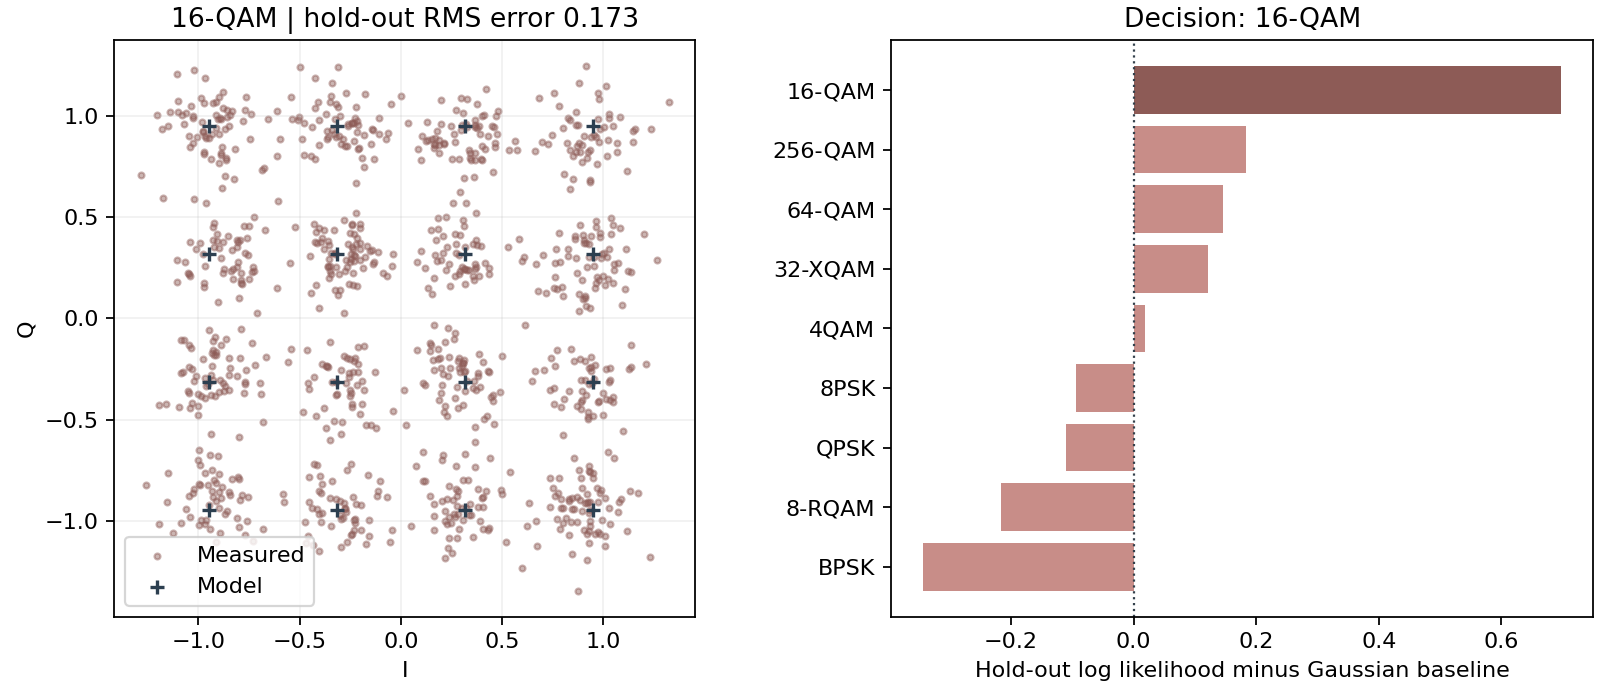 16-QAM | hold-out RMS error 0.173
Q
1.0
0.5
0.0
−0.5
−1.0
Measured
Model
−1.0
−0.5
0.0
0.5
1.0
I
Decision: 16-QAM
16-QAM
256-QAM
64-QAM
32-XQAM
4QAM
8PSK
QPSK
8-RQAM
BPSK
−0.2
0.0
0.2
0.4
0.6
Hold-out log likelihood minus Gaussian baseline